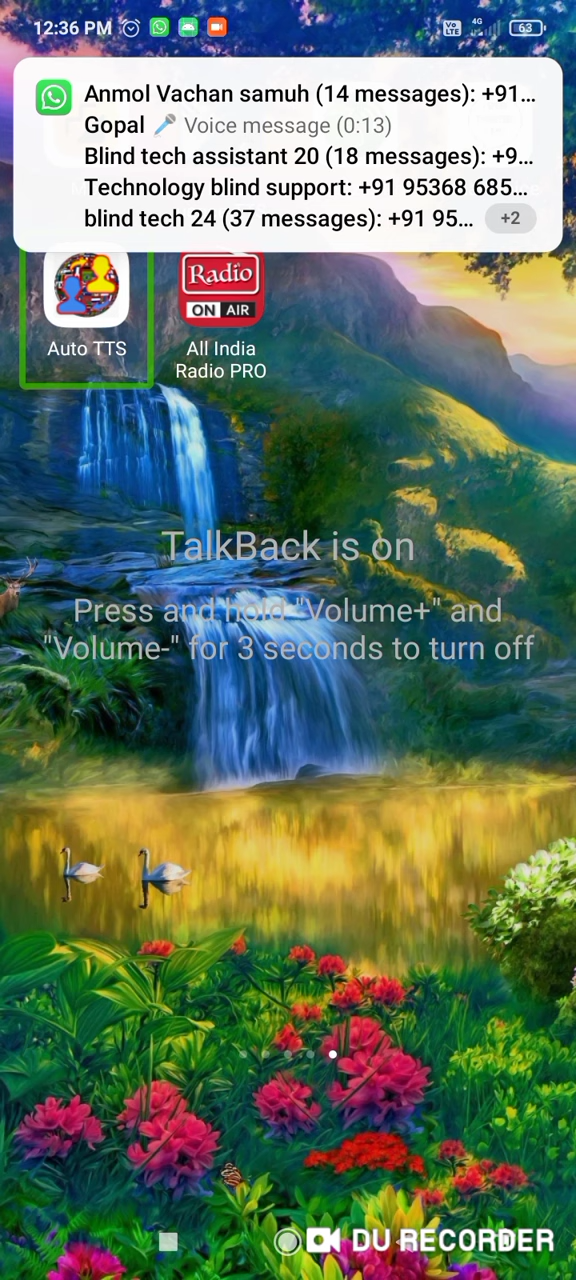 12:36 PM
Vo LTE 4G 63
Anmol Vachan samuh (14 messages): +91...
Gopal 🎤 Voice message (0:13)
Blind tech assistant 20 (18 messages): +9...
Technology blind support: +91 95368 685...
blind tech 24 (37 messages): +91 95... +2
Radio
ON AIR
Auto TTS
All India
Radio PRO
TalkBack is on
Press and hold "Volume+" and
"Volume-" for 3 seconds to turn off
DU RECORDER